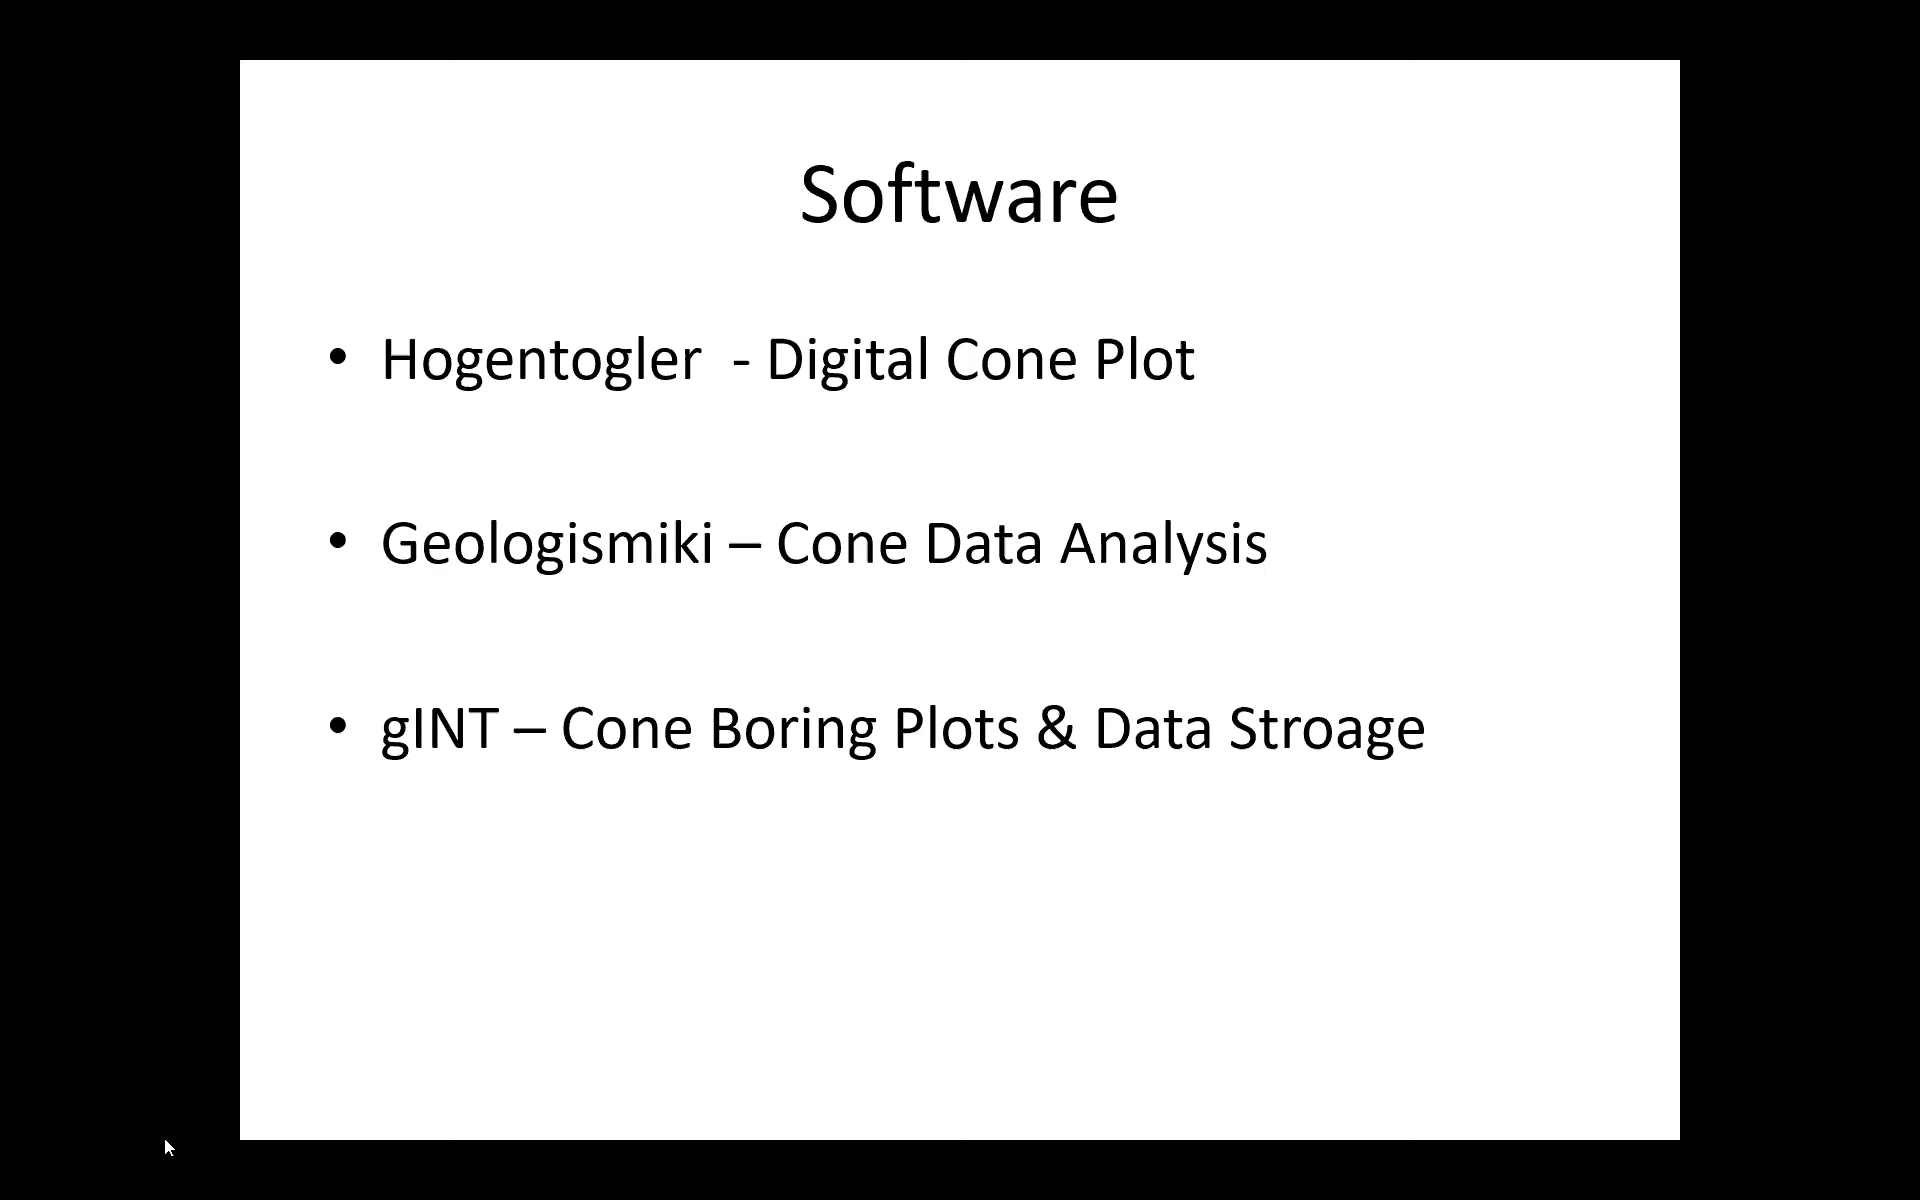 Software
• Hogentogler  - Digital Cone Plot
• Geologismiki – Cone Data Analysis
• gINT – Cone Boring Plots & Data Stroage